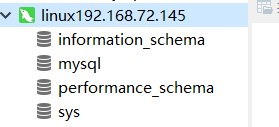 linux192.168.72.145
information_schema
mysql
performance_schema
sys